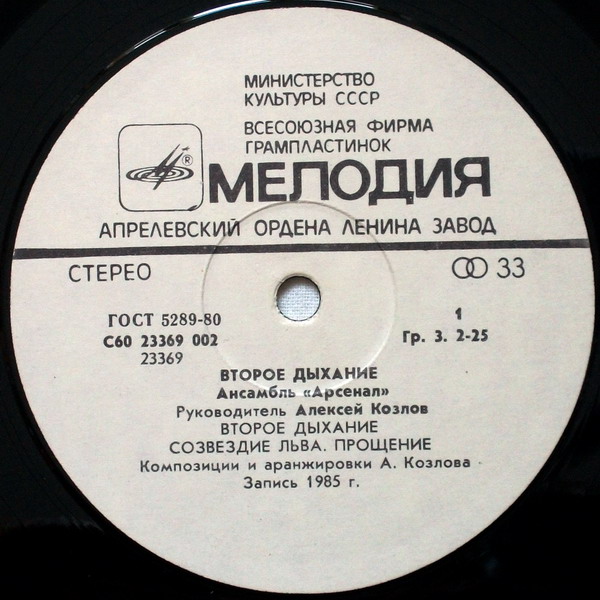 МИНИСТЕРСТВО
КУЛЬТУРЫ СССР
ВСЕСОЮЗНАЯ ФИРМА
ГРАМПЛАСТИНОК
®
МЕЛОДИЯ
АПРЕЛЕВСКИЙ ОРДЕНА ЛЕНИНА ЗАВОД
СТЕРЕО
33
ГОСТ 5289-80
С60 23369 002
23369
1
Гр. 3. 2-25
ВТОРОЕ ДЫХАНИЕ
Ансамбль «Арсенал»
Руководитель Алексей Козлов
ВТОРОЕ ДЫХАНИЕ
СОЗВЕЗДИЕ ЛЬВА. ПРОЩЕНИЕ
Композиции и аранжировки А. Козлова
Запись 1985 г.